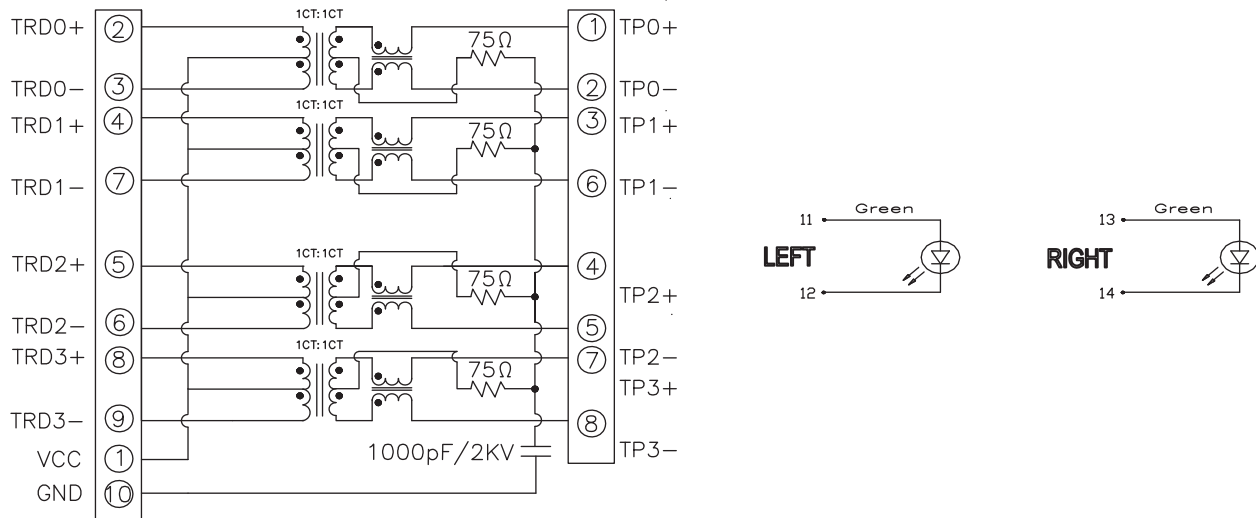 1CT:1CT
TRD0+ 2 1 TP0+
75Ω
TRD0- 3 2 TP0-
1CT:1CT
TRD1+ 4 3 TP1+
75Ω
TRD1- 7 6 TP1-
1CT:1CT
TRD2+ 5 4
75Ω
TP2+
TRD2- 6 5
1CT:1CT
TRD3+ 8 7 TP2-
75Ω
TP3+
TRD3- 9 8
VCC 1 1000pF/2KV TP3-
GND 10
11 Green
LEFT
12
13 Green
RIGHT
14